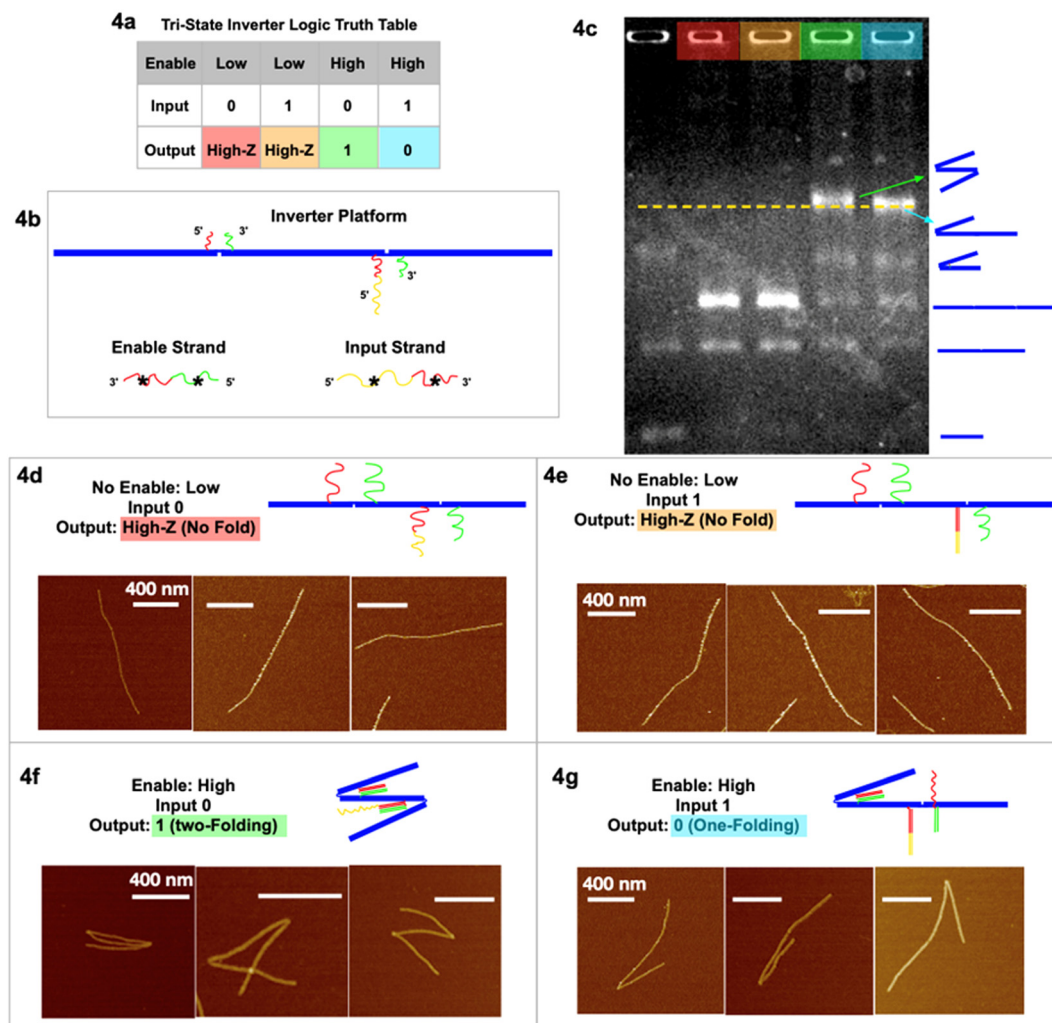 4a
Tri-State Inverter Logic Truth Table
Enable Low Low High High
Input 0 1 0 1
Output High-Z High-Z 1 0
4b
Inverter Platform
5' 3'
5' 3'
Enable Strand Input Strand
3' * * 5' 5' * * 3'
4c
4d
No Enable: Low
Input 0
Output: High-Z (No Fold)
400 nm
4e
No Enable: Low
Input 1
Output: High-Z (No Fold)
400 nm
4f
Enable: High
Input 0
Output: 1 (two-Folding)
400 nm
4g
Enable: High
Input 1
Output: 0 (One-Folding)
400 nm